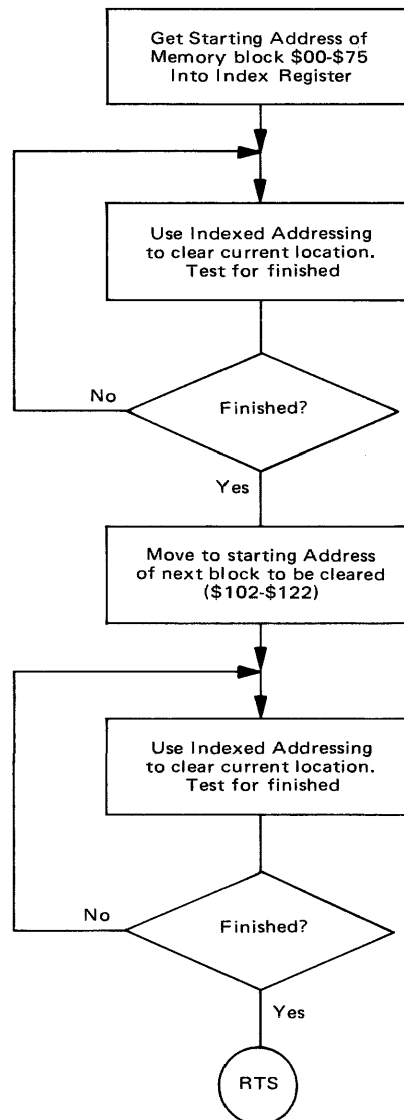 Get Starting Address of
Memory block $00-$75
Into Index Register
Use Indexed Addressing
to clear current location.
Test for finished
No
Finished?
Yes
Move to starting Address
of next block to be cleared
($102-$122)
Use Indexed Addressing
to clear current location.
Test for finished
No
Finished?
Yes
RTS